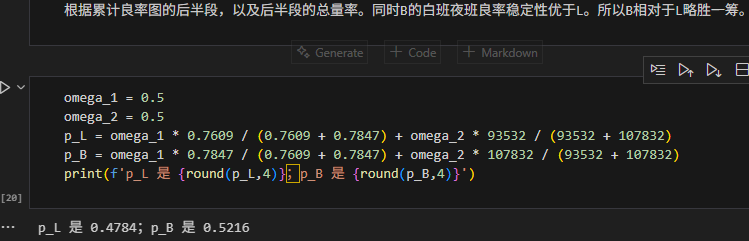 根据累计良率图的后半段，以及后半段的总量率。同时B的白班夜班良率稳定性优于L。所以B相对于L略胜一筹。
Generate + Code + Markdown
omega_1 = 0.5
omega_2 = 0.5
p_L = omega_1 * 0.7609 / (0.7609 + 0.7847) + omega_2 * 93532 / (93532 + 107832)
p_B = omega_1 * 0.7847 / (0.7609 + 0.7847) + omega_2 * 107832 / (93532 + 107832)
print(f'p_L 是 {round(p_L,4)}；p_B 是 {round(p_B,4)}')
[20]
... p_L 是 0.4784；p_B 是 0.5216